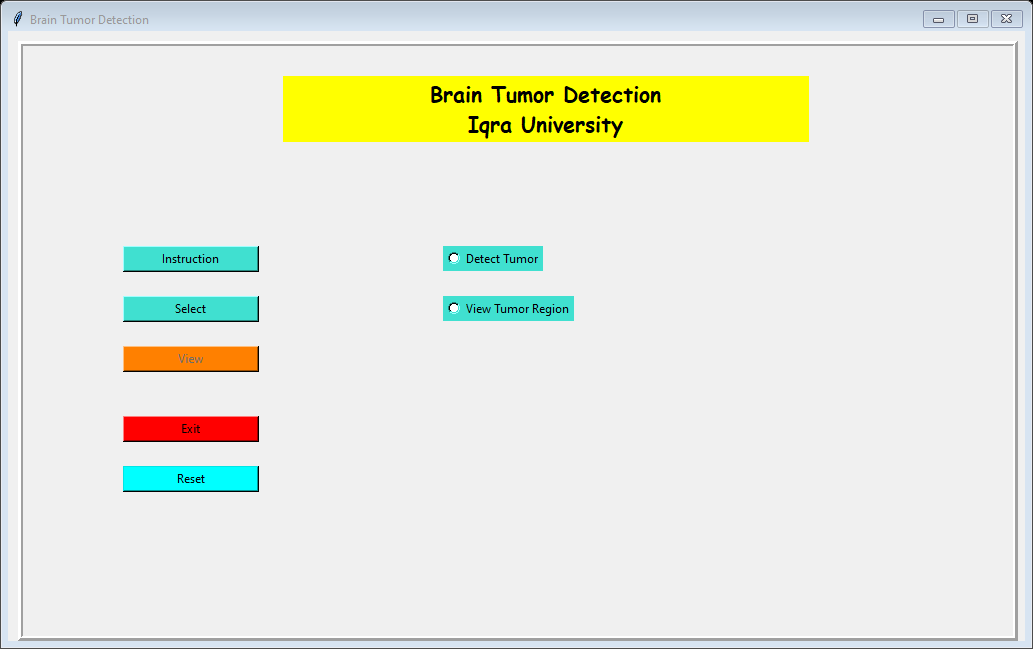 Brain Tumor Detection
Brain Tumor Detection
Iqra University
Instruction
Detect Tumor
Select
View Tumor Region
View
Exit
Reset